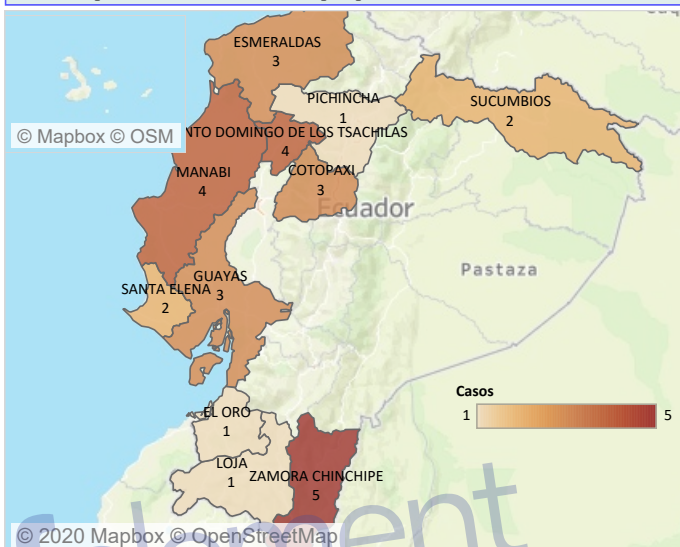 ESMERALDAS
3
PICHINCHA
1
SUCUMBIOS
2
© Mapbox © OSM
NTO DOMINGO DE LOS TSACHILAS
4
MANABI
4
COTOPAXI
3
Ecuador
Pastaza
GUAYAS
3
SANTA ELENA
2
Casos
1
5
EL ORO
1
LOJA
1
ZAMORA CHINCHIPE
5
© 2020 Mapbox © OpenStreetMap